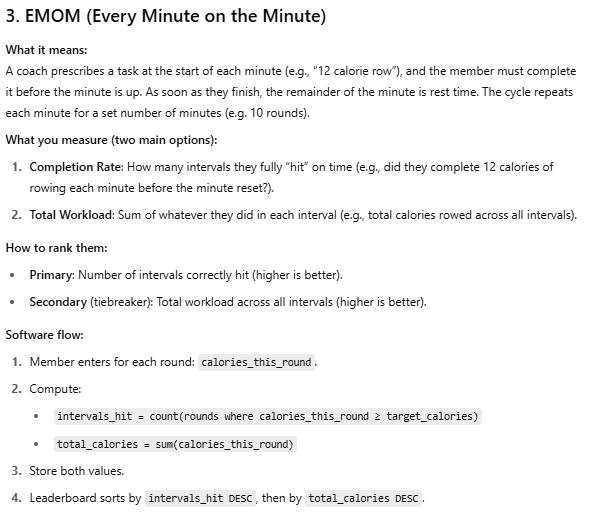 3. EMOM (Every Minute on the Minute)
What it means:
A coach prescribes a task at the start of each minute (e.g., “12 calorie row”), and the member must complete
it before the minute is up. As soon as they finish, the remainder of the minute is rest time. The cycle repeats
each minute for a set number of minutes (e.g. 10 rounds).
What you measure (two main options):
1. Completion Rate: How many intervals they fully “hit” on time (e.g., did they complete 12 calories of
rowing each minute before the minute reset?).
2. Total Workload: Sum of whatever they did in each interval (e.g., total calories rowed across all intervals).
How to rank them:
• Primary: Number of intervals correctly hit (higher is better).
• Secondary (tiebreaker): Total workload across all intervals (higher is better).
Software flow:
1. Member enters for each round: calories_this_round.
2. Compute:
• intervals_hit = count(rounds where calories_this_round ≥ target_calories)
• total_calories = sum(calories_this_round)
3. Store both values.
4. Leaderboard sorts by intervals_hit DESC, then by total_calories DESC.